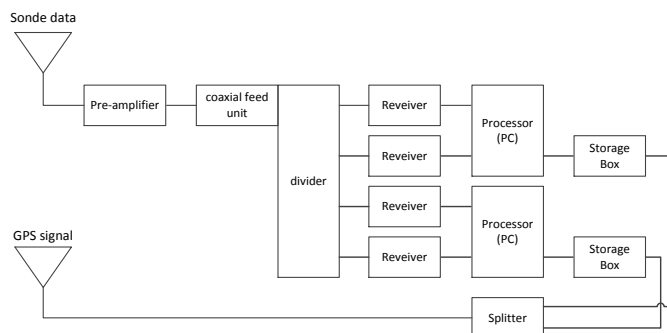 Sonde data
Pre-amplifier
coaxial feed
unit
divider
Reveiver
Reveiver
Reveiver
Reveiver
Processor
(PC)
Processor
(PC)
Storage
Box
Storage
Box
GPS signal
Splitter